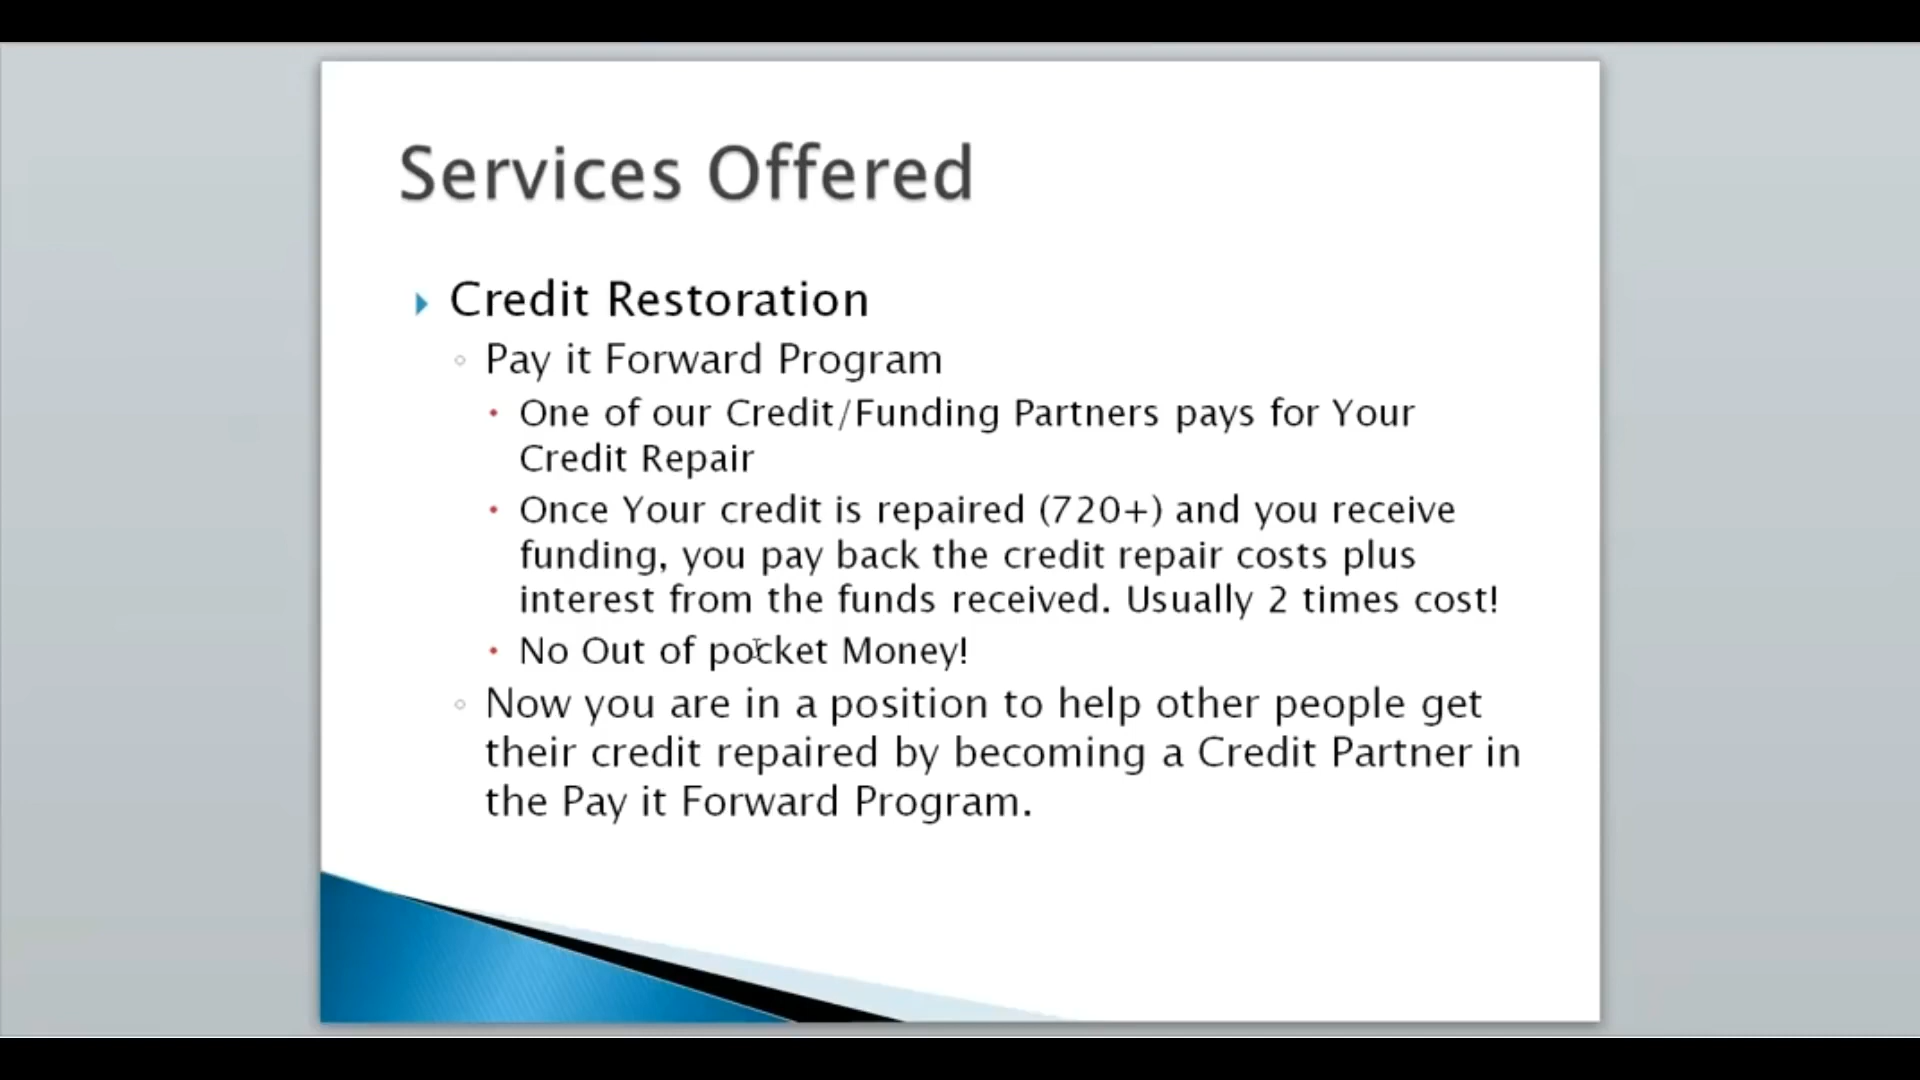 Services Offered
Credit Restoration
Pay it Forward Program
One of our Credit/Funding Partners pays for Your
Credit Repair
Once Your credit is repaired (720+) and you receive
funding, you pay back the credit repair costs plus
interest from the funds received. Usually 2 times cost!
No Out of pocket Money!
Now you are in a position to help other people get
their credit repaired by becoming a Credit Partner in
the Pay it Forward Program.